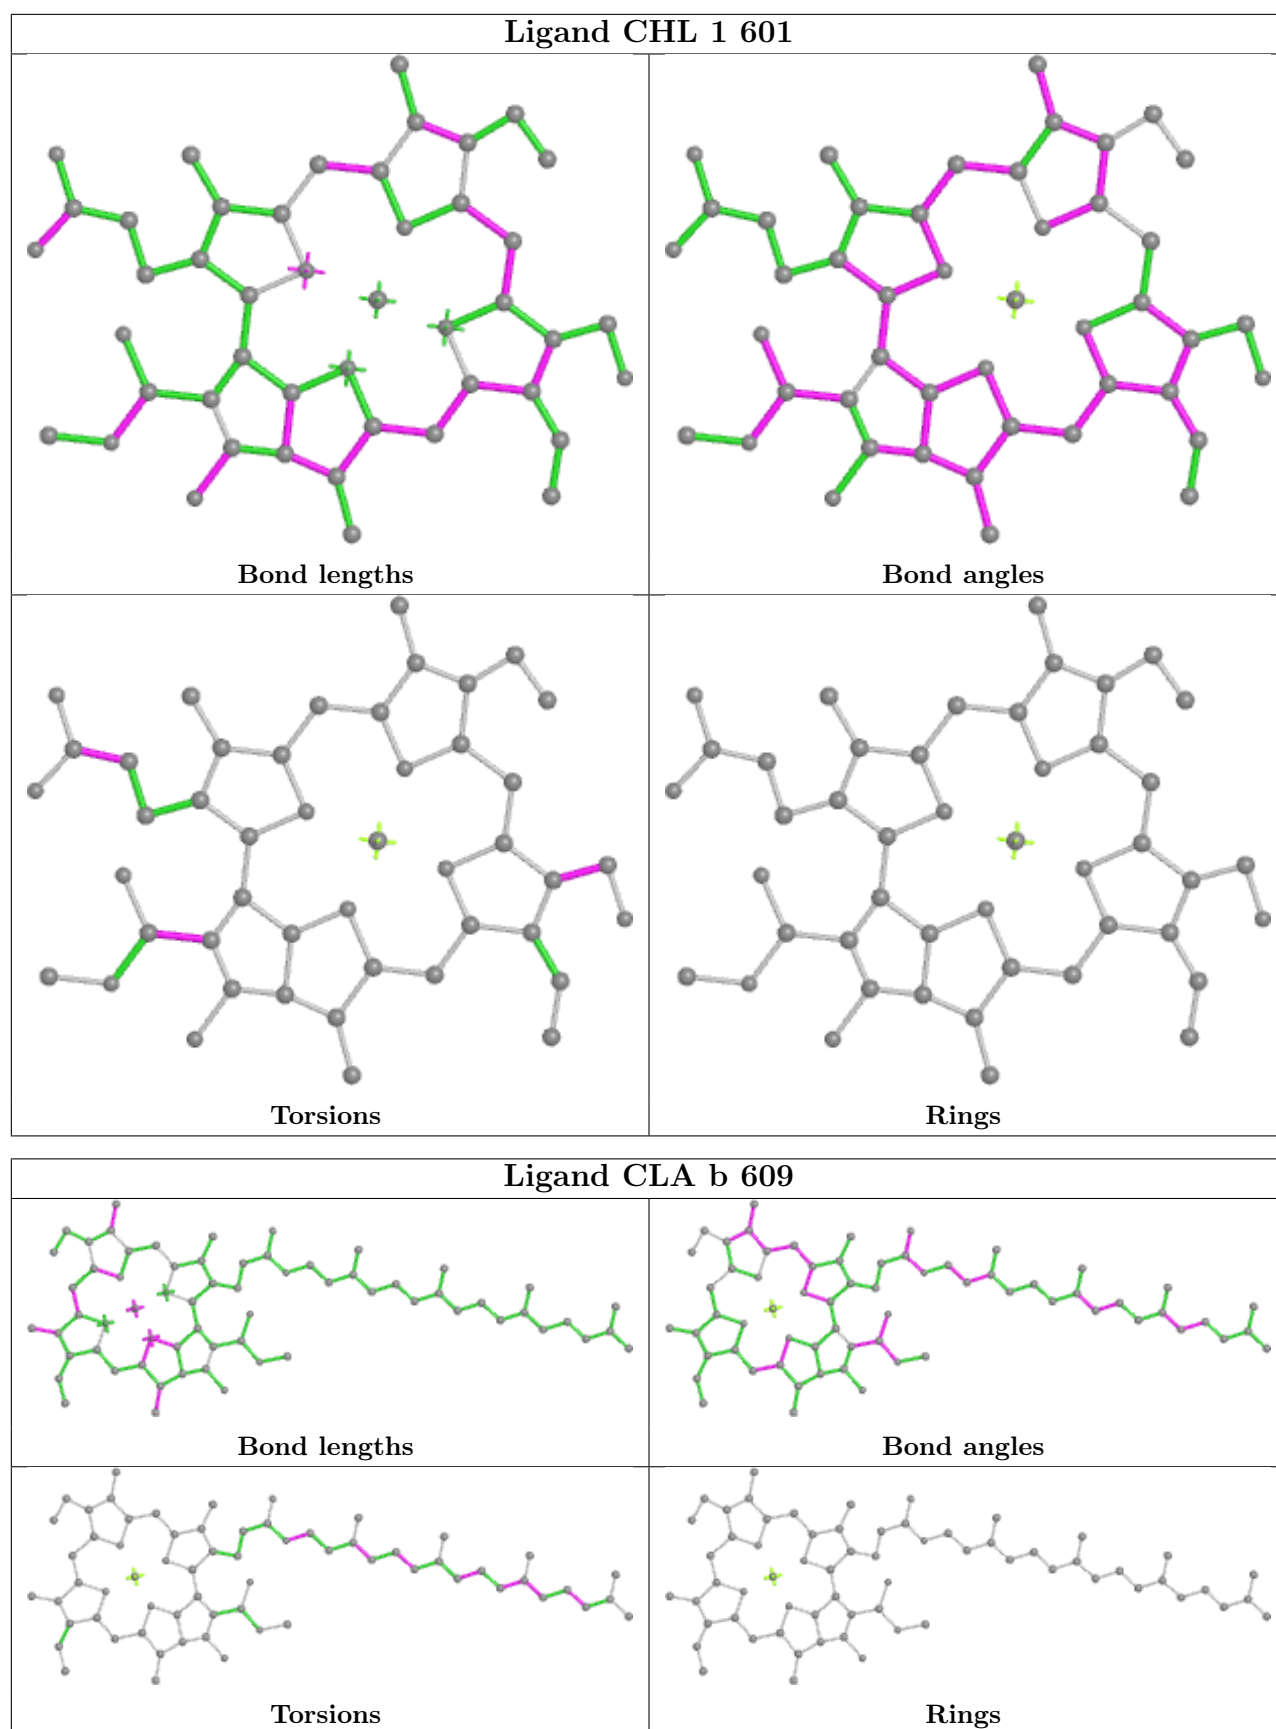 Ligand CHL 1 601
Bond lengths
Bond angles
Torsions
Rings
Ligand CLA b 609
Bond lengths
Bond angles
Torsions
Rings